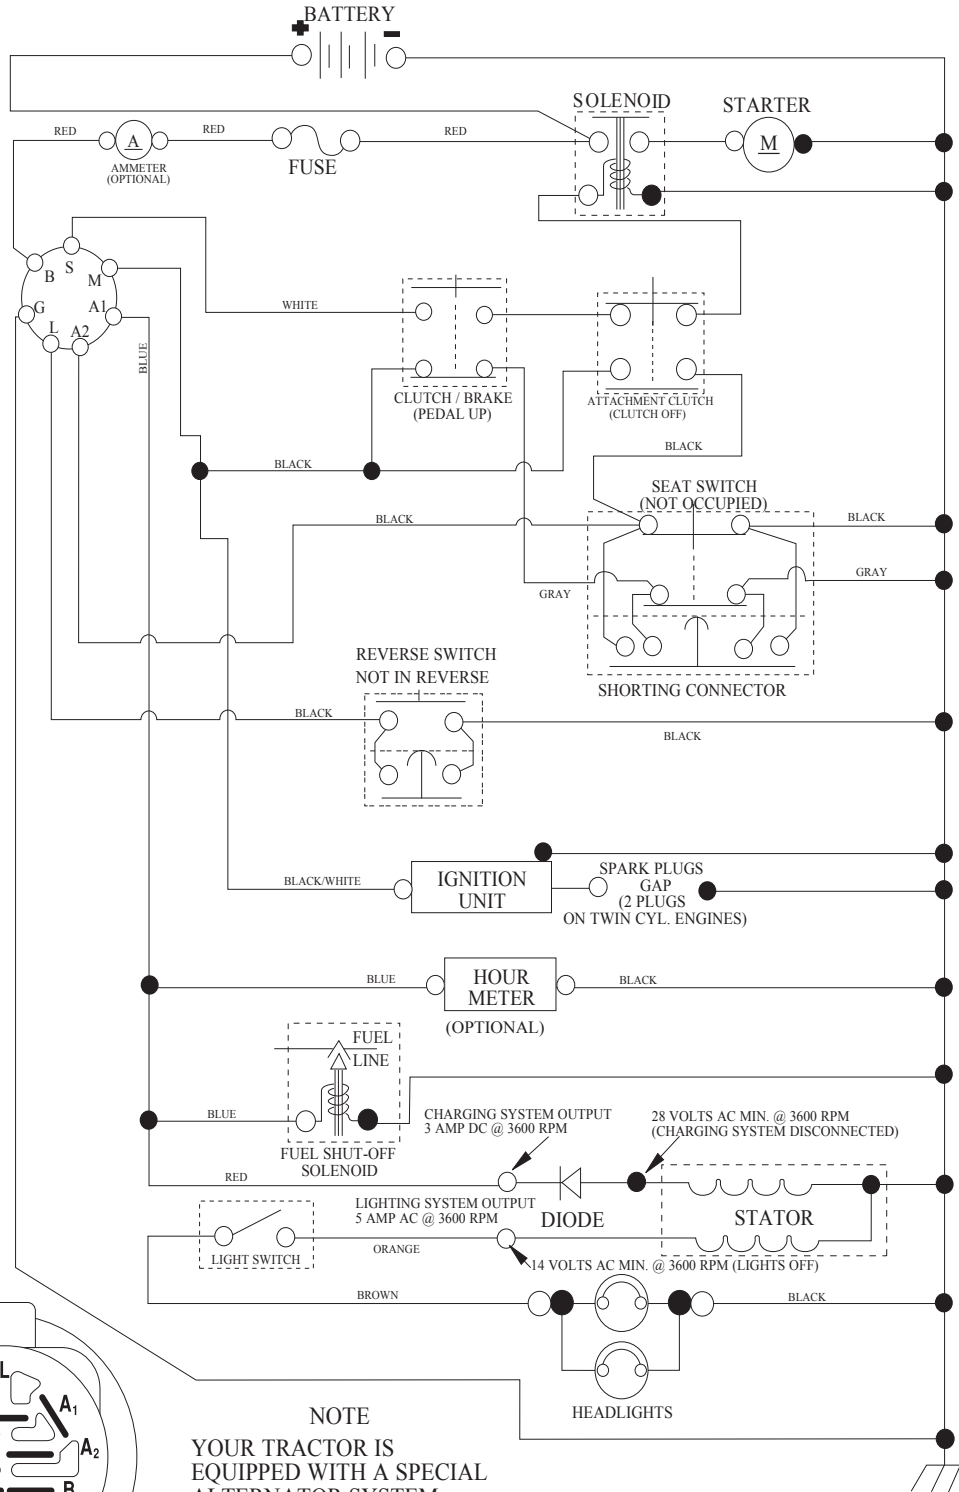 BATTERY
SOLENOID
STARTER
RED
A
RED
RED
M
AMMETER
(OPTIONAL)
FUSE
B
S
M
G
A1
L
A2
BLUE
WHITE
CLUTCH / BRAKE
(PEDAL UP)
ATTACHMENT CLUTCH
(CLUTCH OFF)
BLACK
BLACK
SEAT SWITCH
(NOT OCCUPIED)
BLACK
BLACK
GRAY
GRAY
SHORTING CONNECTOR
REVERSE SWITCH
NOT IN REVERSE
BLACK
BLACK
BLACK/WHITE
IGNITION
UNIT
SPARK PLUGS
GAP
(2 PLUGS
ON TWIN CYL. ENGINES)
BLUE
HOUR
METER
BLACK
(OPTIONAL)
FUEL
LINE
BLUE
FUEL SHUT-OFF
SOLENOID
CHARGING SYSTEM OUTPUT
3 AMP DC @ 3600 RPM
28 VOLTS AC MIN. @ 3600 RPM
(CHARGING SYSTEM DISCONNECTED)
RED
LIGHTING SYSTEM OUTPUT
5 AMP AC @ 3600 RPM
DIODE
STATOR
LIGHT SWITCH
ORANGE
14 VOLTS AC MIN. @ 3600 RPM (LIGHTS OFF)
BROWN
BLACK
HEADLIGHTS
L
A1
A2
B
NOTE
YOUR TRACTOR IS
EQUIPPED WITH A SPECIAL
ALTERNATOR SYSTEM